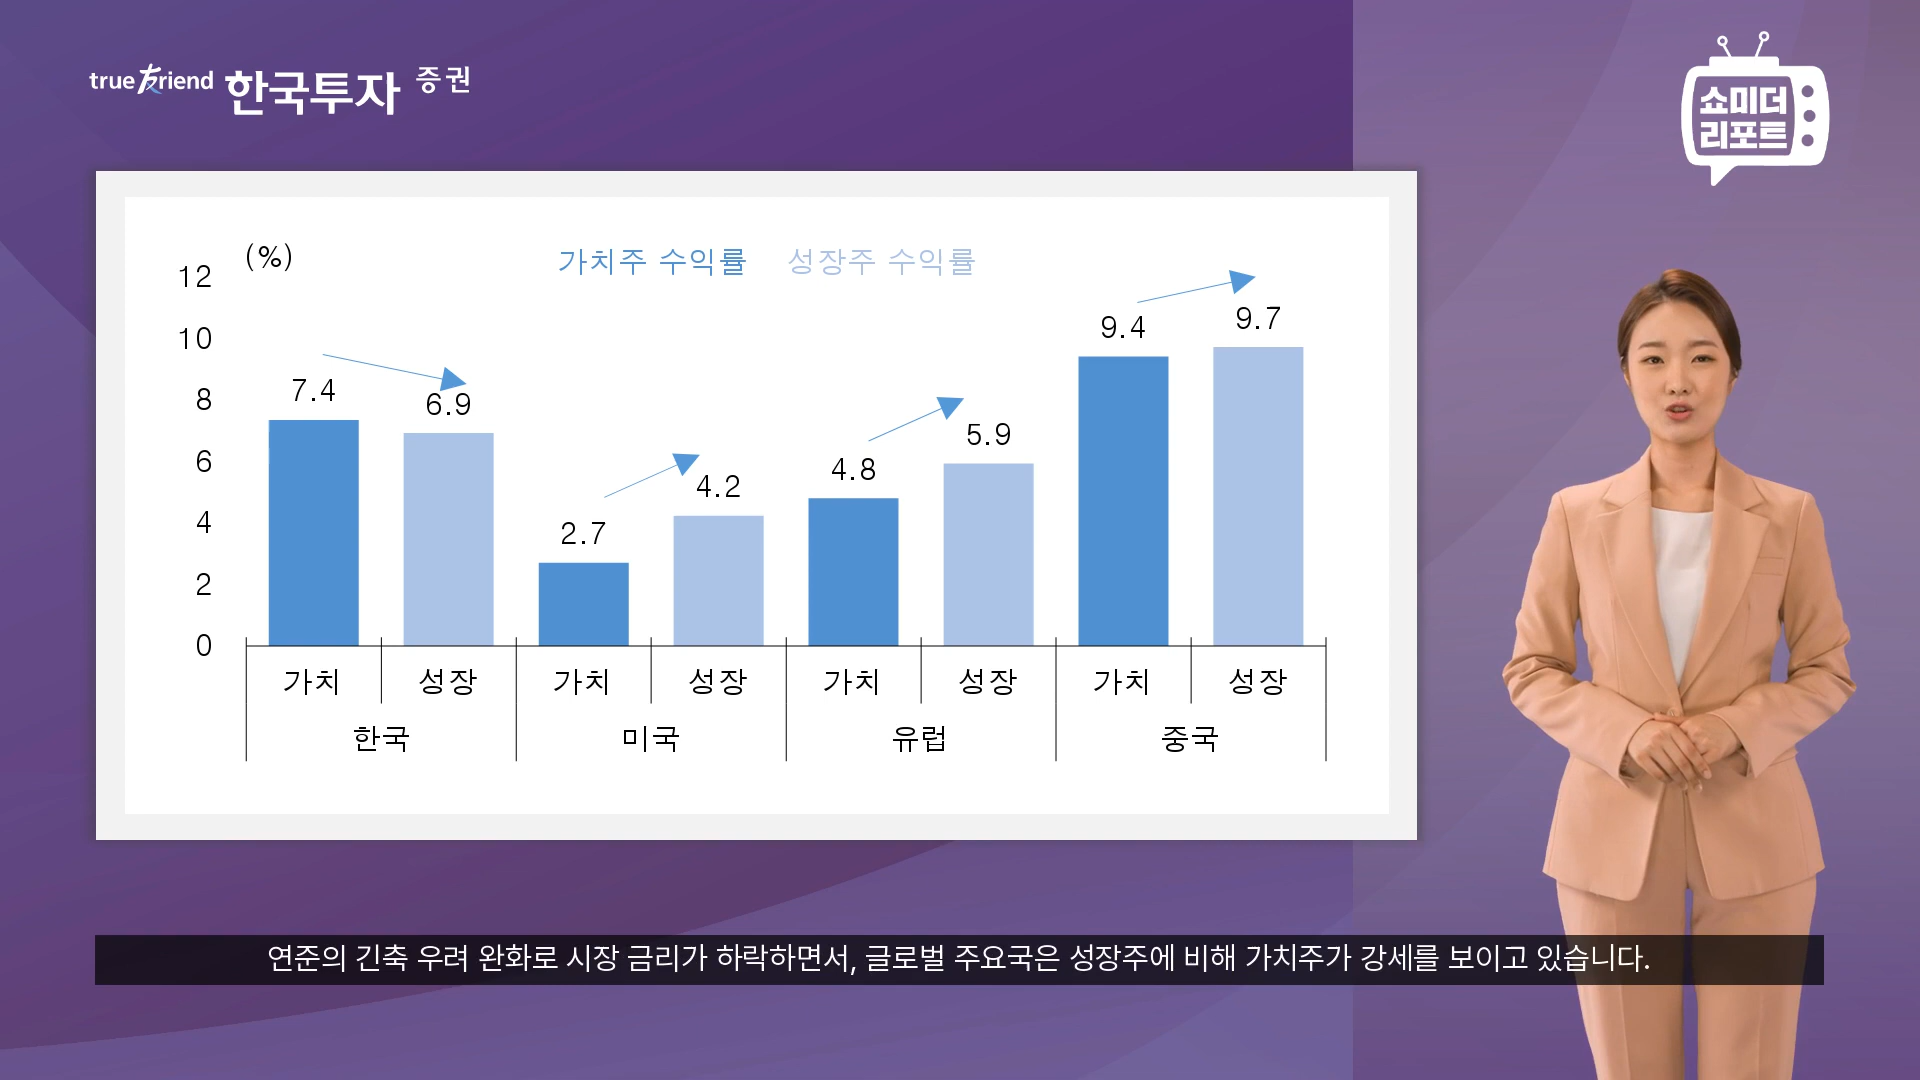 true friend 한국투자 증권
쇼미더
리포트
(%)
가치주 수익률 성장주 수익률
12
10
8
6
4
2
0
7.4
6.9
2.7
4.2
4.8
5.9
9.4
9.7
가치 성장 가치 성장 가치 성장 가치 성장
한국 미국 유럽 중국
연준의 긴축 우려 완화로 시장 금리가 하락하면서, 글로벌 주요국은 성장주에 비해 가치주가 강세를 보이고 있습니다.